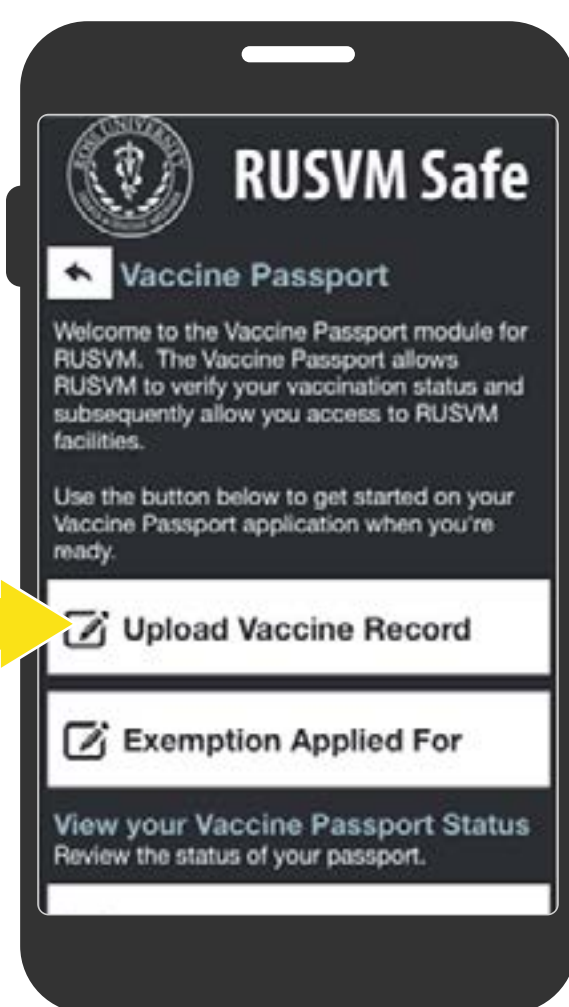 ROSS UNIVERSITY
RUSVM Safe
Vaccine Passport
Welcome to the Vaccine Passport module for
RUSVM. The Vaccine Passport allows
RUSVM to verify your vaccination status and
subsequently allow you access to RUSVM
facilities.
Use the button below to get started on your
Vaccine Passport application when you're
ready.
Upload Vaccine Record
Exemption Applied For
View your Vaccine Passport Status
Review the status of your passport.